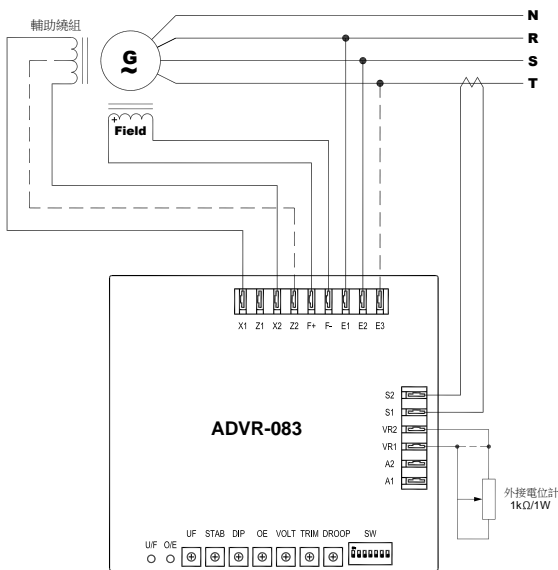 輔助繞組
G
~
N
R
S
T
+
Field
X1 Z1 X2 Z2 F+ F- E1 E2 E3
ADVR-083
S2
S1
VR2
VR1
A2
A1
外接電位計
1kΩ/1W
U/F O/E UF STAB DIP OE VOLT TRIM DROOP SW